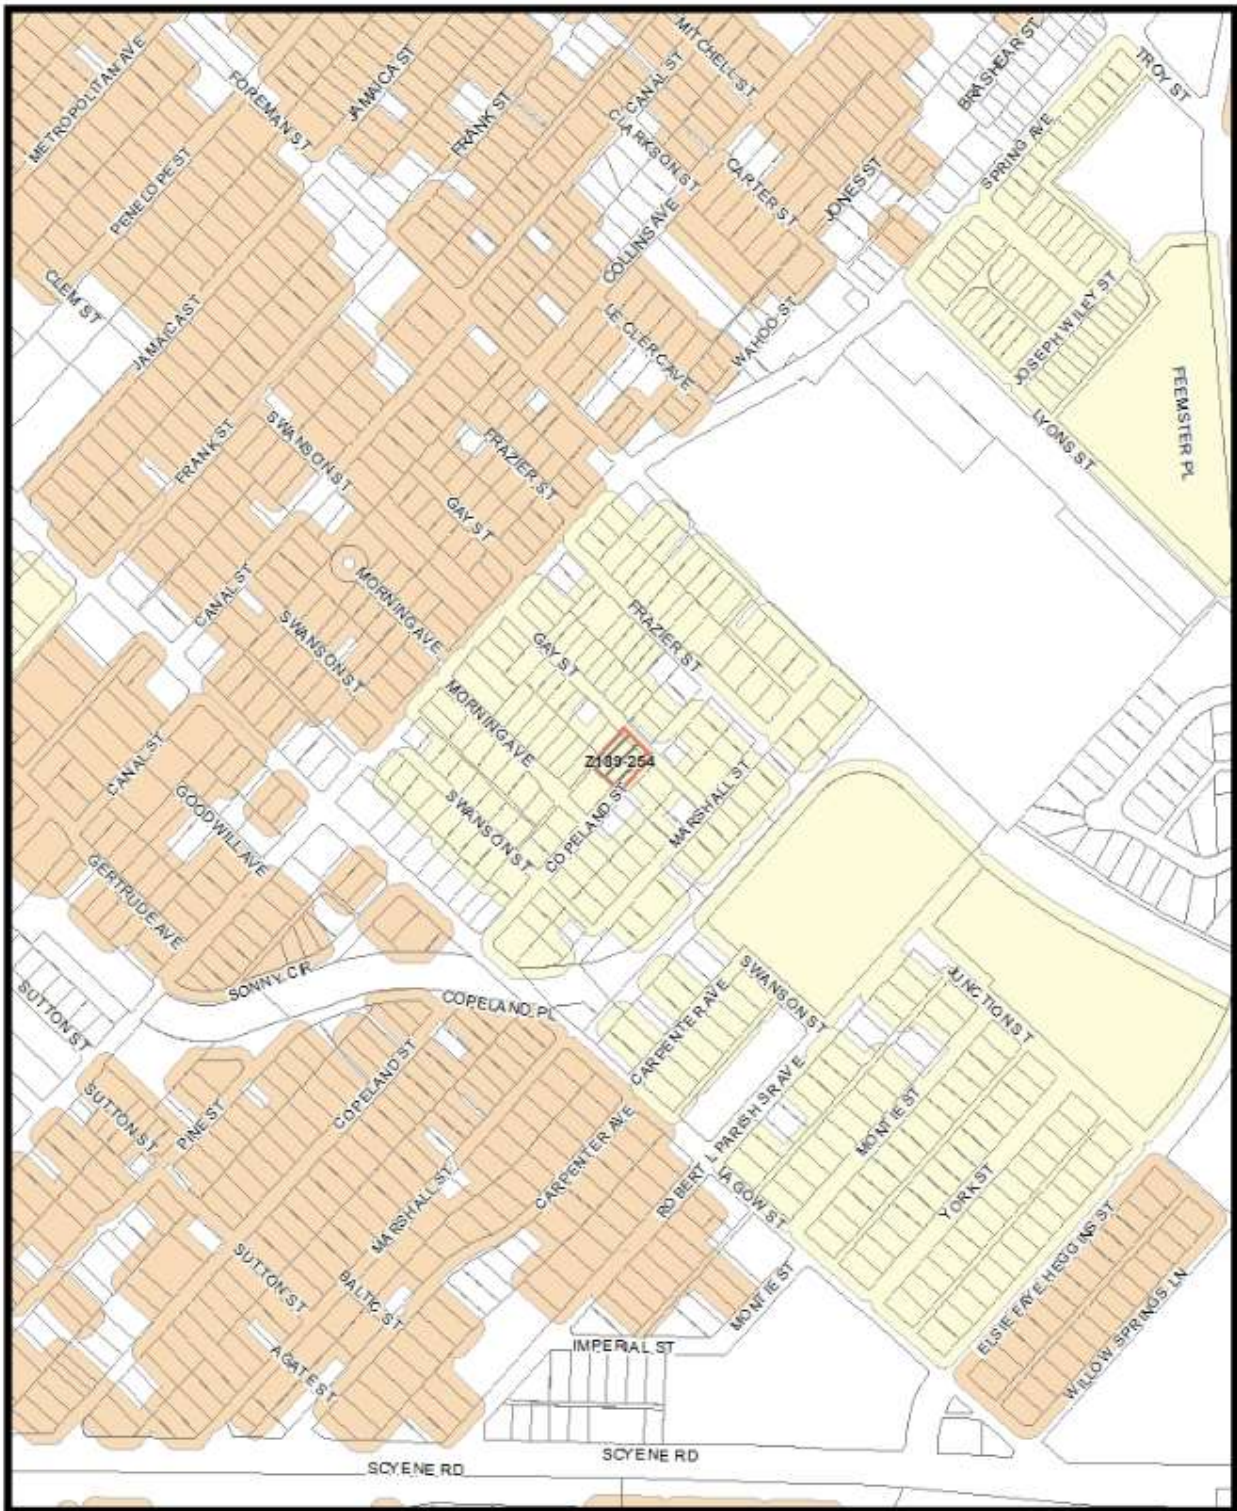 METROPOLITAN AVE
FOREMAN ST
JAMAICA ST
FRANK ST
CANAL ST
MITCHELL ST
BRASHEAR ST
TROY ST
CLARKSON ST
CARTER ST
JONES ST
SPRING AVE
PENELOPE ST
COLLINS AVE
CLEM ST
JAMAICA ST
LE CLERC AVE
WAHOO ST
JOSEPH WILEY ST
FEEMSTER PL
LYONS ST
FRANK ST
SWANSON ST
FRAZIER ST
GAY ST
CANAL ST
MORNING AVE
SWANSON ST
GAY ST
FRAZIER ST
MORNING AVE
Z189-254
CANAL ST
GOODWILL AVE
SWANSON ST
COPELAND ST
MARSHALL ST
GERTRUDE AVE
SONNY CIR
COPELAND PL
SUTTON ST
CARPENTER AVE
SWANSON ST
JUNCTION ST
SUTTON ST
PINE ST
COPELAND ST
CARPENTER AVE
ROBERT L PARISH SR AVE
MONTIE ST
MARSHALL ST
YORK ST
SUTTON ST
BALTIC ST
AGATE ST
MONTIE ST
IMPERIAL ST
ELSIE FAYE HEGGINS ST
WILLOW SPRINGS LN
SCYENE RD
SCYENE RD